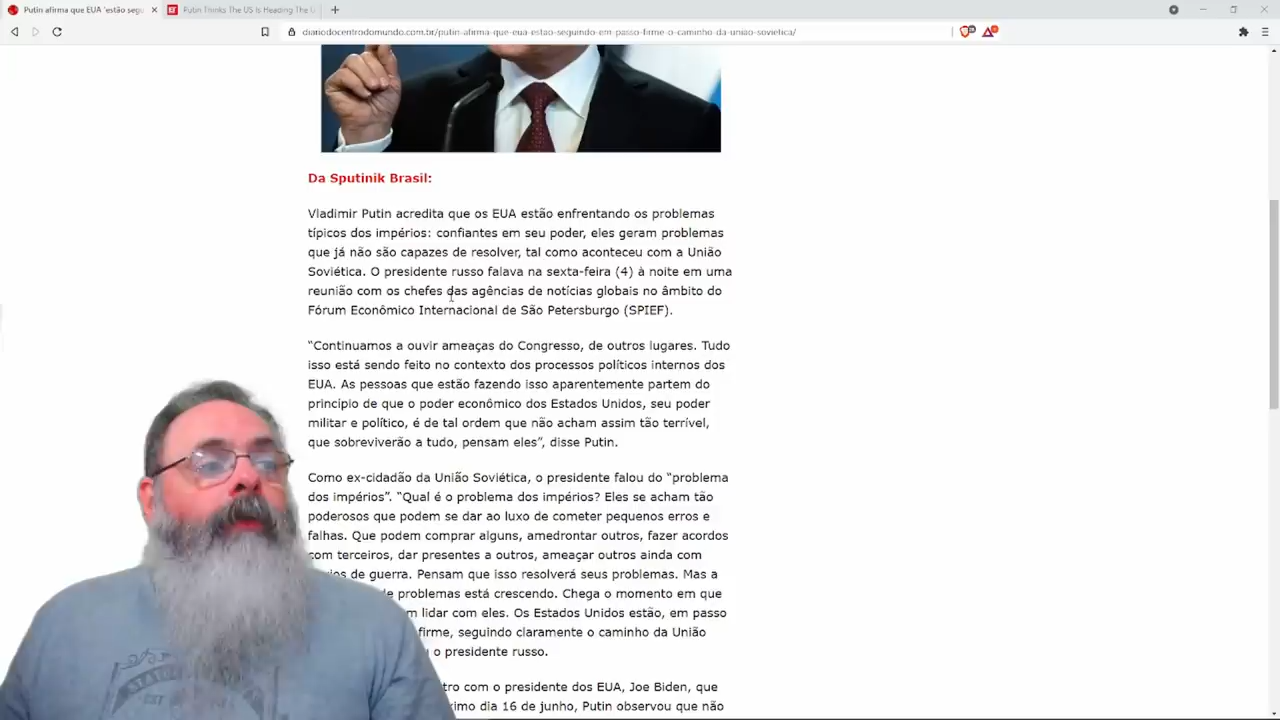 Putin afirma que EUA 'estão segu
Putin Thinks The US Is Heading The U
diariodocentrodomundo.com.br/putin-afirma-que-eua-estao-seguindo-em-passo-firme-o-caminho-da-uniao-sovietica/
Da Sputinik Brasil:
Vladimir Putin acredita que os EUA estão enfrentando os problemas
típicos dos impérios: confiantes em seu poder, eles geram problemas
que já não são capazes de resolver, tal como aconteceu com a União
Soviética. O presidente russo falava na sexta-feira (4) à noite em uma
reunião com os chefes das agências de notícias globais no âmbito do
Fórum Econômico Internacional de São Petersburgo (SPIEF).
“Continuamos a ouvir ameaças do Congresso, de outros lugares. Tudo
isso está sendo feito no contexto dos processos políticos internos dos
EUA. As pessoas que estão fazendo isso aparentemente partem do
princípio de que o poder econômico dos Estados Unidos, seu poder
militar e político, é de tal ordem que não acham assim tão terrível,
que sobreviverão a tudo, pensam eles”, disse Putin.
Como ex-cidadão da União Soviética, o presidente falou do “problema
dos impérios”. “Qual é o problema dos impérios? Eles se acham tão
poderosos que podem se dar ao luxo de cometer pequenos erros e
falhas. Que podem comprar alguns, amedrontar outros, fazer acordos
com terceiros, dar presentes a outros, ameaçar outros ainda com
de guerra. Pensam que isso resolverá seus problemas. Mas a
de problemas está crescendo. Chega o momento em que
lidar com eles. Os Estados Unidos estão, em passo
firme, seguindo claramente o caminho da União
o presidente russo.
com o presidente dos EUA, Joe Biden, que
dia 16 de junho, Putin observou que não